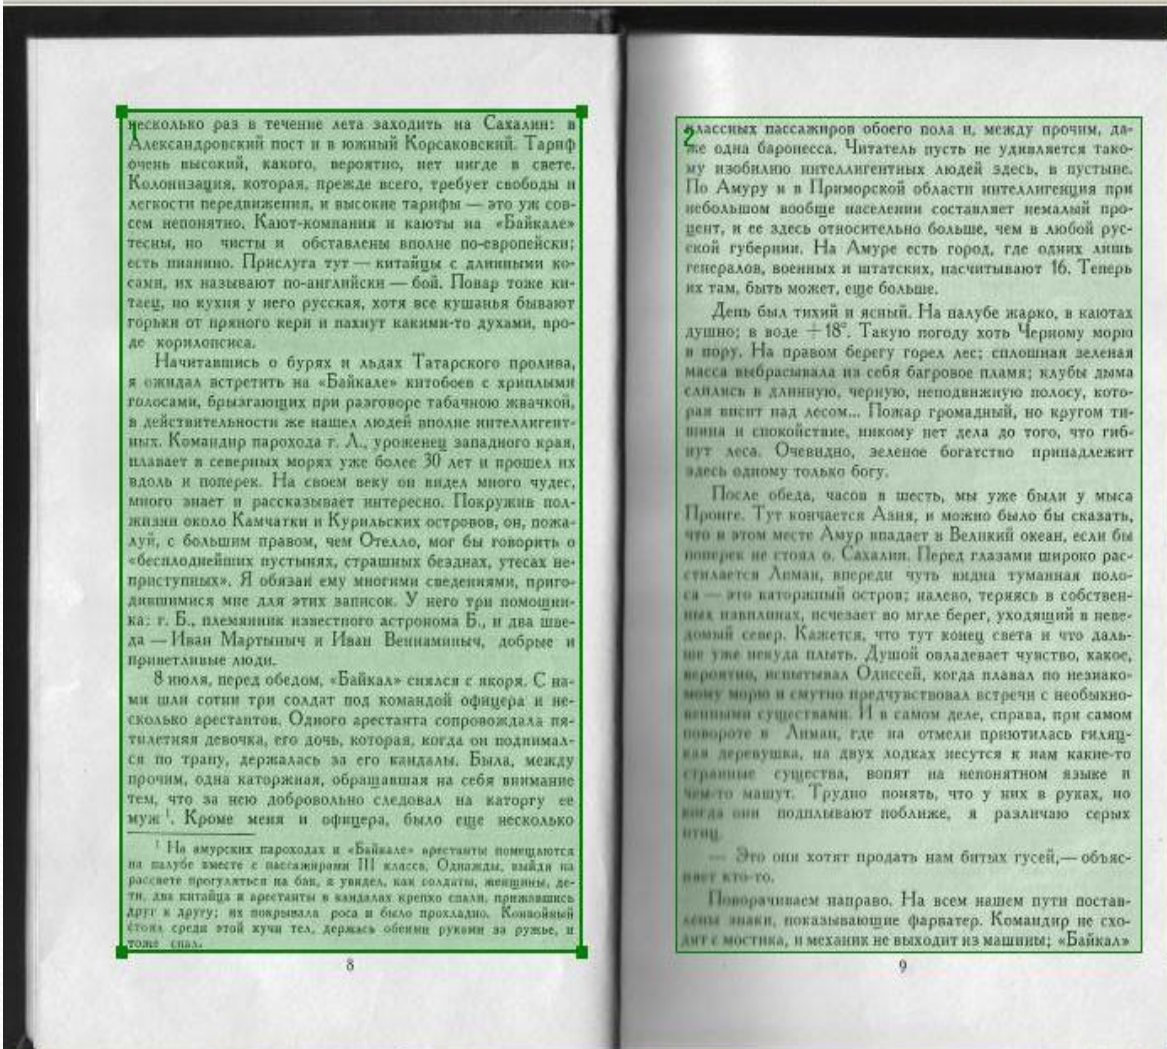 несколько раз в течение лета заходить на Сахалин: в
Александровский пост и в южный Корсаковский. Тариф
очень высокий, какого, вероятно, нет нигде в свете.
Колонизация, которая, прежде всего, требует свободы и
легкости передвижения, и высокие тарифы — это уж сов-
сем непонятно. Кают-компания и каюты на «Байкале»
тесны, но чисты и обставлены вполне по-европейски;
есть пианино. Прислуга тут — китайцы с длинными ко-
сами, их называют по-английски — бой. Повар тоже ки-
таец, но кухня у него русская, хотя все кушанья бывают
горьки от пряного кери и пахнут какими-то духами, вро-
де корилопсиса.
Начитавшись о бурях и льдах Татарского пролива,
я ожидал встретить на «Байкале» китобоев с хриплыми
голосами, брызгающих при разговоре табачною жвачкой,
в действительности же нашел людей вполне интеллигент-
ных. Командир парохода г. Л., уроженец западного края,
плавает в северных морях уже более 30 лет и прошел их
вдоль и поперек. На своем веку он видел много чудес,
много знает и рассказывает интересно. Покружив пол-
жизни около Камчатки и Курильских островов, он, пожа-
луй, с большим правом, чем Отелло, мог бы говорить о
«бесплоднейших пустынях, страшных безднах, утесах не-
приступных». Я обязан ему многими сведениями, приго-
дившимися мне для этих записок. У него три помощни-
ка: г. Б., племянник известного астронома Б., и два шве-
да — Иван Мартыныч и Иван Вениаминыч, добрые и
приветливые люди.
8 июля, перед обедом, «Байкал» снялся с якоря. С на-
ми шли сотни три солдат под командой офицера и не-
сколько арестантов. Одного арестанта сопровождала пя-
тилетняя девочка, его дочь, которая, когда он поднимал-
ся по трапу, держалась за его кандалы. Была, между
прочим, одна каторжная, обращавшая на себя внимание
тем, что за нею добровольно следовал на каторгу ее
муж ¹. Кроме меня и офицера, было еще несколько
¹ На амурских пароходах и «Байкале» арестанты помещаются
на палубе вместе с пассажирами III класса. Однажды, выйдя на
рассвете прогуляться на бак, я увидел, как солдаты, женщины, де-
ти, два китайца и арестанты в кандалах крепко спали, прижавшись
друг к другу; их покрывала роса и было прохладно. Конвойный
стоял среди этой кучи тел, держась обеими руками за ружье, и
тоже спал.
8
классных пассажиров обоего пола и, между прочим, да-
же одна баронесса. Читатель пусть не удивляется тако-
му изобилию интеллигентных людей здесь, в пустыне.
По Амуру и в Приморской области интеллигенция при
небольшом вообще населении составляет немалый про-
цент, и ее здесь относительно больше, чем в любой рус-
ской губернии. На Амуре есть город, где одних лишь
генералов, военных и штатских, насчитывают 16. Теперь
их там, быть может, еще больше.
День был тихий и ясный. На палубе жарко, в каютах
душно; в воде +18°. Такую погоду хоть Черному морю
в пору. На правом берегу горел лес; сплошная зеленая
масса выбрасывала из себя багровое пламя; клубы дыма
слились в длинную, черную, неподвижную полосу, кото-
рая висит над лесом... Пожар громадный, но кругом ти-
шина и спокойствие, никому нет дела до того, что гиб-
нут леса. Очевидно, зеленое богатство принадлежит
здесь одному только богу.
После обеда, часов в шесть, мы уже были у мыса
Пронге. Тут кончается Азия, и можно было бы сказать,
что в этом месте Амур впадает в Великий океан, если бы
поперек не стоял о. Сахалин. Перед глазами широко рас-
стилается Лиман, впереди чуть видна туманная поло-
са — это каторжный остров; налево, теряясь в собствен-
ных извилинах, исчезает во мгле берег, уходящий в неве-
домый север. Кажется, что тут конец света и что даль-
ше уже некуда плыть. Душой овладевает чувство, какое,
вероятно, испытывал Одиссей, когда плавал по незнако-
мому морю и смутно предчувствовал встречи с необыкно-
венными существами. И в самом деле, справа, при самом
повороте в Лиман, где на отмели приютилась гиляц-
кая деревушка, на двух лодках несутся к нам какие-то
странные существа, вопят на непонятном языке и
чем-то машут. Трудно понять, что у них в руках, но
когда они подплывают поближе, я различаю серых
птиц.
— Это они хотят продать нам битых гусей,— объяс-
няет кто-то.
Поворачиваем направо. На всем нашем пути постав-
лены знаки, показывающие фарватер. Командир не схо-
дит с мостика, и механик не выходит из машины; «Байкал»
9
1
2